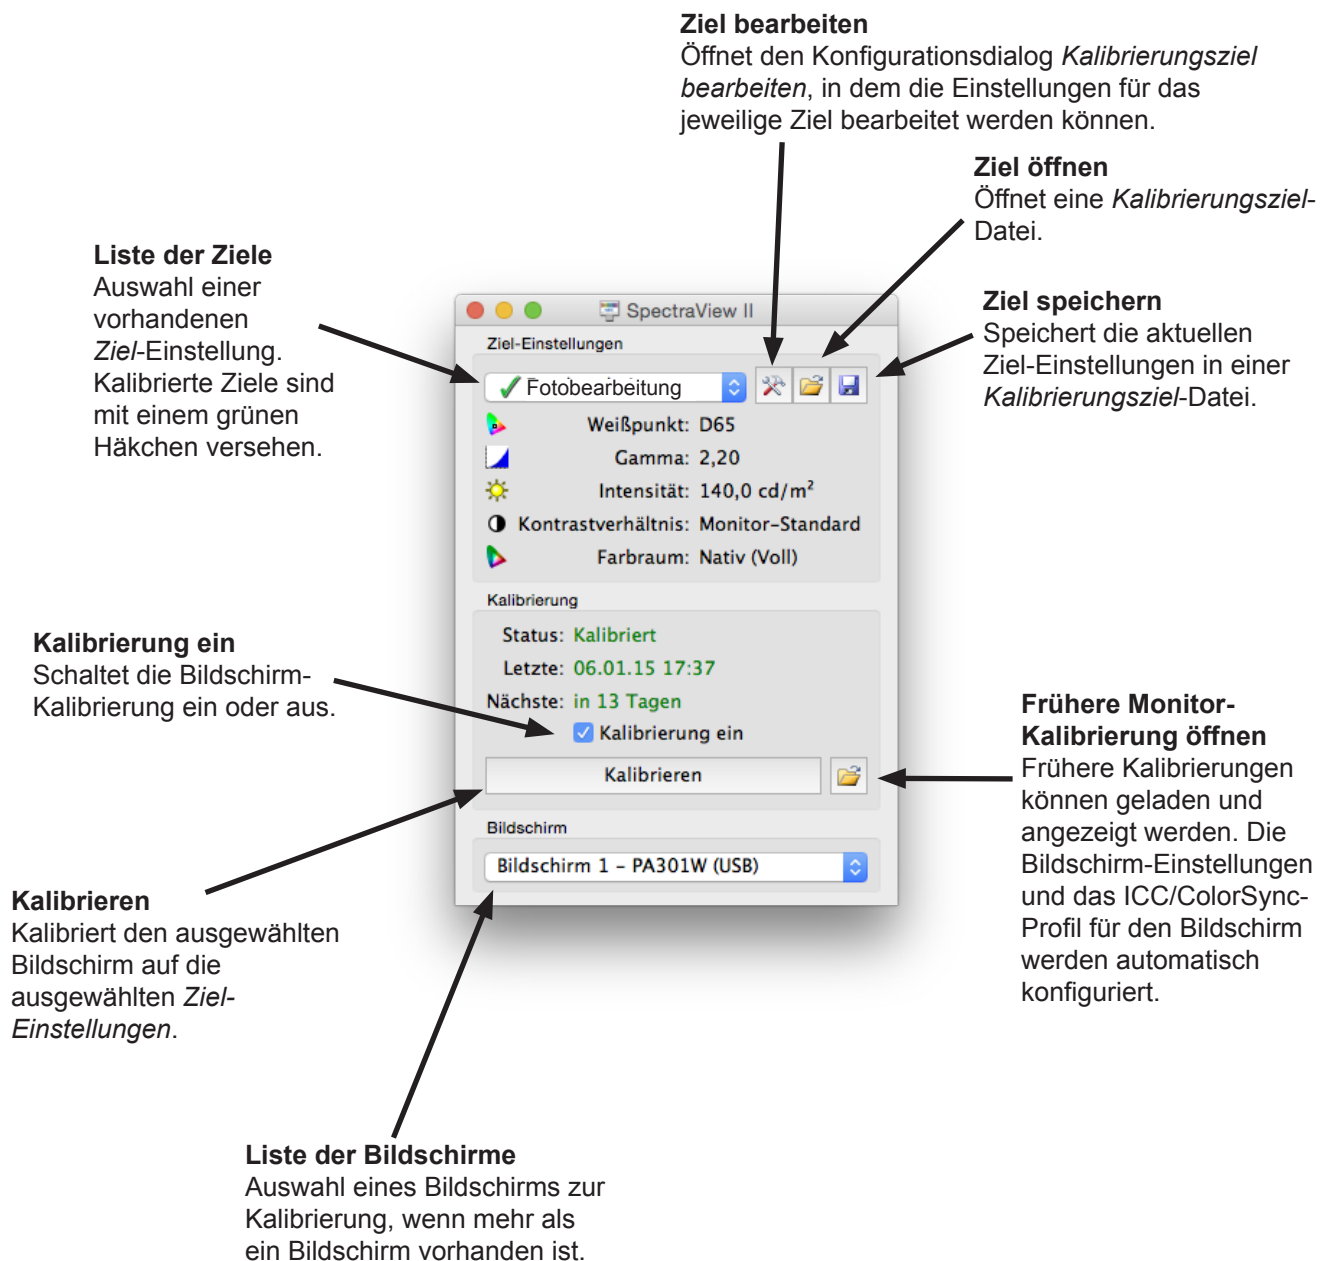 Ziel bearbeiten
Öffnet den Konfigurationsdialog Kalibrierungsziel
bearbeiten, in dem die Einstellungen für das
jeweilige Ziel bearbeitet werden können.
Ziel öffnen
Öffnet eine Kalibrierungsziel-
Datei.
Liste der Ziele
Auswahl einer
vorhandenen
Ziel-Einstellung.
Kalibrierte Ziele sind
mit einem grünen
Häkchen versehen.
Ziel speichern
Speichert die aktuellen
Ziel-Einstellungen in einer
Kalibrierungsziel-Datei.
SpectraView II
Ziel-Einstellungen
Fotobearbeitung
Weißpunkt: D65
Gamma: 2,20
Intensität: 140,0 cd/m²
Kontrastverhältnis: Monitor-Standard
Farbraum: Nativ (Voll)
Kalibrierung
Status: Kalibriert
Letzte: 06.01.15 17:37
Nächste: in 13 Tagen
Kalibrierung ein
Kalibrieren
Bildschirm
Bildschirm 1 – PA301W (USB)
Kalibrierung ein
Schaltet die Bildschirm-
Kalibrierung ein oder aus.
Frühere Monitor-
Kalibrierung öffnen
Frühere Kalibrierungen
können geladen und
angezeigt werden. Die
Bildschirm-Einstellungen
und das ICC/ColorSync-
Profil für den Bildschirm
werden automatisch
konfiguriert.
Kalibrieren
Kalibriert den ausgewählten
Bildschirm auf die
ausgewählten Ziel-
Einstellungen.
Liste der Bildschirme
Auswahl eines Bildschirms zur
Kalibrierung, wenn mehr als
ein Bildschirm vorhanden ist.